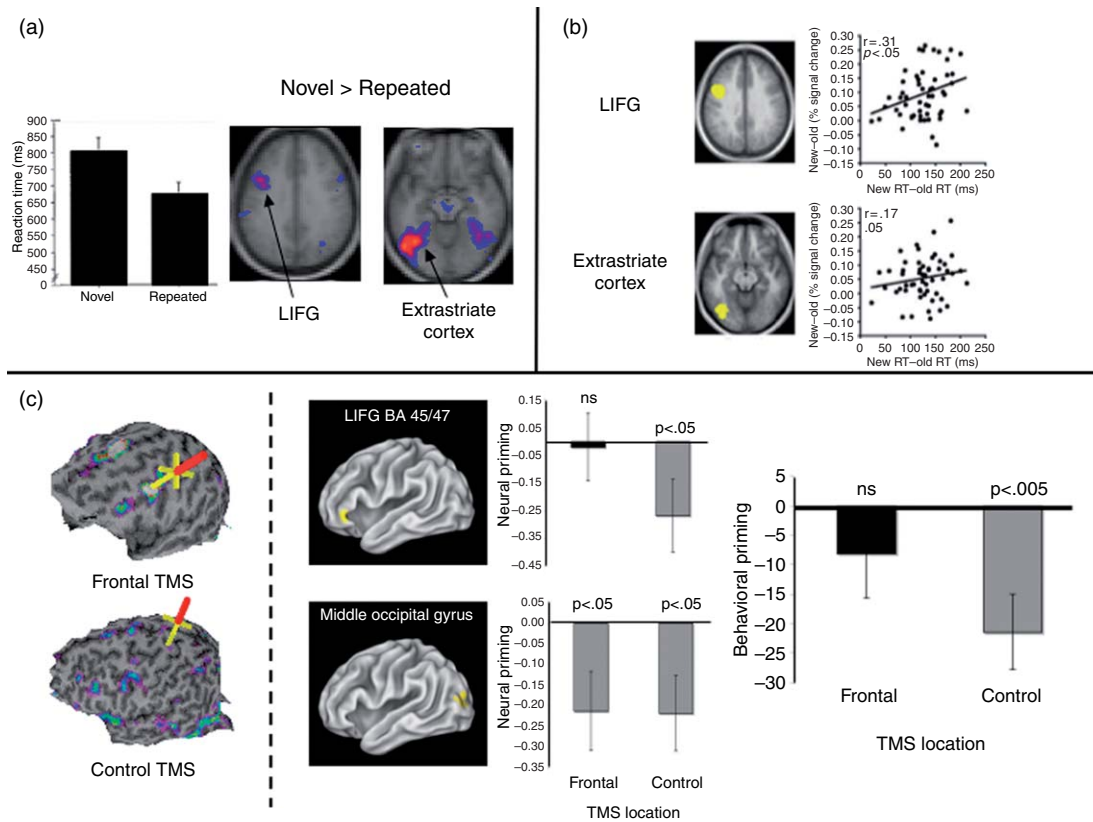 (a)
Novel > Repeated
Reaction time (ms)
900
850
800
750
700
650
600
550
500
450
0
Novel
Repeated
LIFG
Extrastriate
cortex
(b)
LIFG
New–old (% signal change)
0.30
0.25
0.20
0.15
0.10
0.05
0.00
−0.05
−0.10
−0.15
r=.31
p<.05
0 50 100 150 200 250
New RT–old RT (ms)
Extrastriate
cortex
New–old (% signal change)
0.30
0.25
0.20
0.15
0.10
0.05
0.00
−0.05
−0.10
−0.15
r=.17
.05
0 50 100 150 200 250
New RT–old RT (ms)
(c)
Frontal TMS
Control TMS
LIFG BA 45/47
Neural priming
0.15
0.05
−0.05
−0.15
−0.25
−0.35
−0.45
ns
p<.05
Middle occipital gyrus
Neural priming
0.05
0.00
−0.05
−0.10
−0.15
−0.20
−0.25
−0.30
−0.35
p<.05
p<.05
Frontal
Control
TMS location
Behavioral priming
5
0
−5
−10
−15
−20
−25
−30
ns
p<.005
Frontal
Control
TMS location